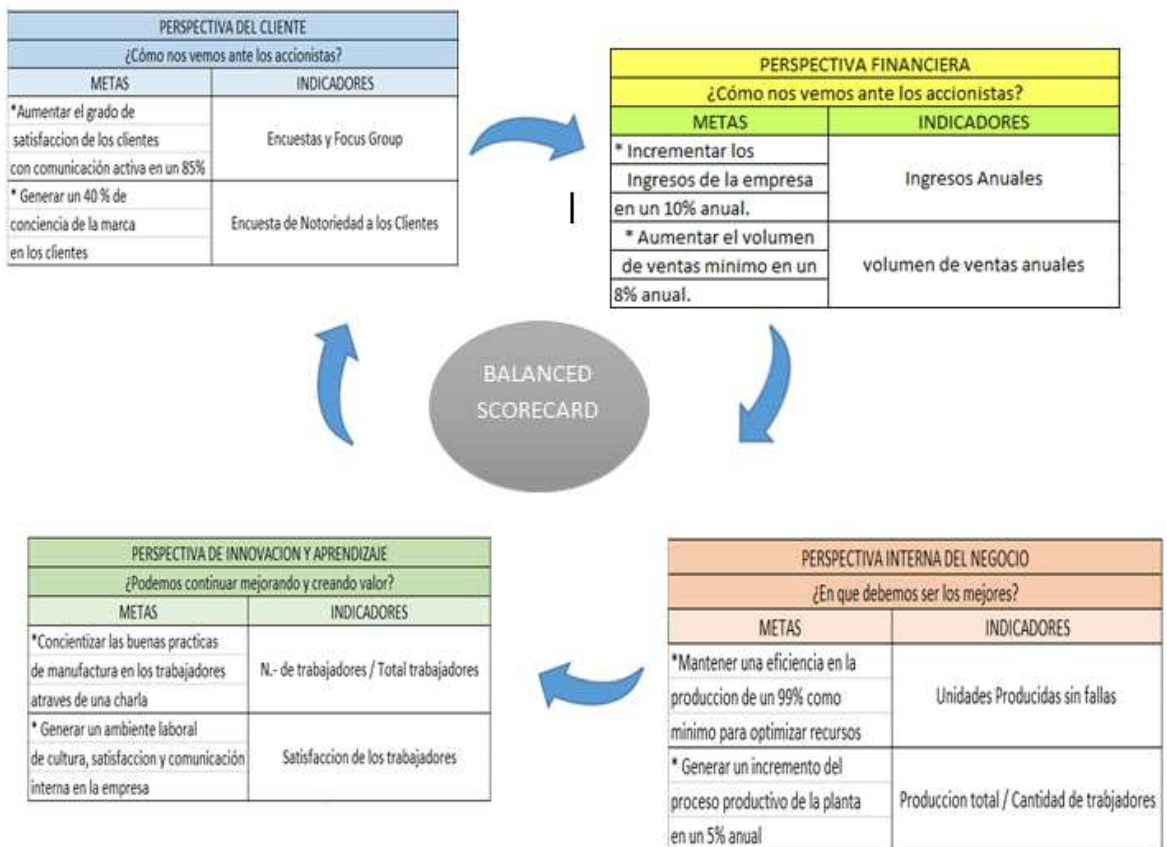 PERSPECTIVA DEL CLIENTE
¿Cómo nos vemos ante los accionistas?
METAS
INDICADORES
*Aumentar el grado de
satisfaccion de los clientes
con comunicación activa en un 85%
Encuestas y Focus Group
* Generar un 40 % de
conciencia de la marca
en los clientes
Encuesta de Notoriedad a los Clientes
PERSPECTIVA FINANCIERA
¿Cómo nos vemos ante los accionistas?
METAS
INDICADORES
* Incrementar los
Ingresos de la empresa
en un 10% anual.
Ingresos Anuales
* Aumentar el volumen
de ventas minimo en un
8% anual.
volumen de ventas anuales
BALANCED
SCORECARD
PERSPECTIVA DE INNOVACION Y APRENDIZAJE
¿Podemos continuar mejorando y creando valor?
METAS
INDICADORES
*Concientizar las buenas practicas
de manufactura en los trabajadores
atraves de una charla
N.- de trabajadores / Total trabajadores
* Generar un ambiente laboral
de cultura, satisfaccion y comunicación
interna en la empresa
Satisfaccion de los trabajadores
PERSPECTIVA INTERNA DEL NEGOCIO
¿En que debemos ser los mejores?
METAS
INDICADORES
*Mantener una eficiencia en la
produccion de un 99% como
minimo para optimizar recursos
Unidades Producidas sin fallas
* Generar un incremento del
proceso productivo de la planta
en un 5% anual
Produccion total / Cantidad de trabjadores